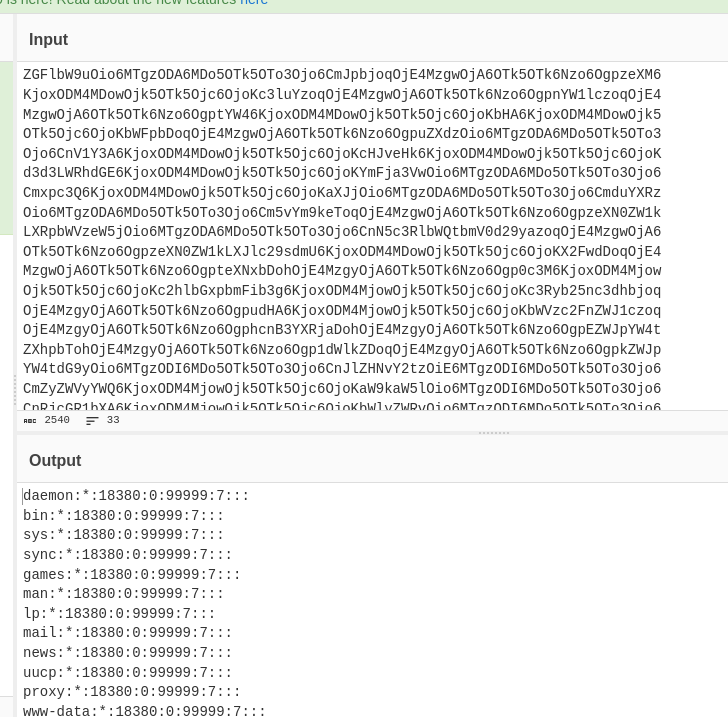 is here! Read about the new features here
Input
ZGFlbW9uOio6MTgzODA6MDo5OTk5OTo3Ojo6CmJpbjoqOjE4MzgwOjA6OTk5OTk6Nzo6OgpzeXM6
KjoxODM4MDowOjk5OTk5Ojc6OjoKc3luYzoqOjE4MzgwOjA6OTk5OTk6Nzo6OgpnYW1lczoqOjE4
MzgwOjA6OTk5OTk6Nzo6OgptYW46KjoxODM4MDowOjk5OTk5Ojc6OjoKbHA6KjoxODM4MDowOjk5
OTk5Ojc6OjoKbWFpbDoqOjE4MzgwOjA6OTk5OTk6Nzo6OgpuZXdzOio6MTgzODA6MDo5OTk5OTo3
Ojo6CnV1Y3A6KjoxODM4MDowOjk5OTk5Ojc6OjoKcHJveHk6KjoxODM4MDowOjk5OTk5Ojc6OjoK
d3d3LWRhdGE6KjoxODM4MDowOjk5OTk5Ojc6OjoKYmFja3VwOio6MTgzODA6MDo5OTk5OTo3Ojo6
Cmxpc3Q6KjoxODM4MDowOjk5OTk5Ojc6OjoKaXJjOio6MTgzODA6MDo5OTk5OTo3Ojo6CmduYXRz
Oio6MTgzODA6MDo5OTk5OTo3Ojo6Cm5vYm9keToqOjE4MzgwOjA6OTk5OTk6Nzo6OgpzeXN0ZW1k
LXRpbWVzeW5jOio6MTgzODA6MDo5OTk5OTo3Ojo6CnN5c3RlbWQtbmV0d29yazoqOjE4MzgwOjA6
OTk5OTk6Nzo6OgpzeXN0ZW1kLXJlc29sdmU6KjoxODM4MDowOjk5OTk5Ojc6OjoKX2FwdDoqOjE4
MzgwOjA6OTk5OTk6Nzo6OgpteXNxbDohOjE4MzgyOjA6OTk5OTk6Nzo6Ogp0c3M6KjoxODM4Mjow
Ojk5OTk5Ojc6OjoKc2hlbGxpbmFib3g6KjoxODM4MjowOjk5OTk5Ojc6OjoKc3Ryb25nc3dhbjoq
OjE4MzgyOjA6OTk5OTk6Nzo6OgpudHA6KjoxODM4MjowOjk5OTk5Ojc6OjoKbWVzc2FnZWJ1czoq
OjE4MzgyOjA6OTk5OTk6Nzo6OgphcnB3YXRjaDohOjE4MzgyOjA6OTk5OTk6Nzo6OgpEZWJpYW4t
ZXhpbTohOjE4MzgyOjA6OTk5OTk6Nzo6Ogp1dWlkZDoqOjE4MzgyOjA6OTk5OTk6Nzo6OgpkZWJp
YW4tdG9yOio6MTgzODI6MDo5OTk5OTo3Ojo6CnJlZHNvY2tzOiE6MTgzODI6MDo5OTk5OTo3Ojo6
CmZyZWVyYWQ6KjoxODM4MjowOjk5OTk5Ojc6OjoKaW9kaW5lOio6MTgzODI6MDo5OTk5OTo3Ojo6
CnRjcGR1bXA6KjoxODM4MjowOjk5OTk5Ojc6OjoKbWlyZWRvOio6MTgzODI6MDo5OTk5OTo3Ojo6
2540 33
Output
daemon:*:18380:0:99999:7:::
bin:*:18380:0:99999:7:::
sys:*:18380:0:99999:7:::
sync:*:18380:0:99999:7:::
games:*:18380:0:99999:7:::
man:*:18380:0:99999:7:::
lp:*:18380:0:99999:7:::
mail:*:18380:0:99999:7:::
news:*:18380:0:99999:7:::
uucp:*:18380:0:99999:7:::
proxy:*:18380:0:99999:7:::
www-data:*:18380:0:99999:7:::